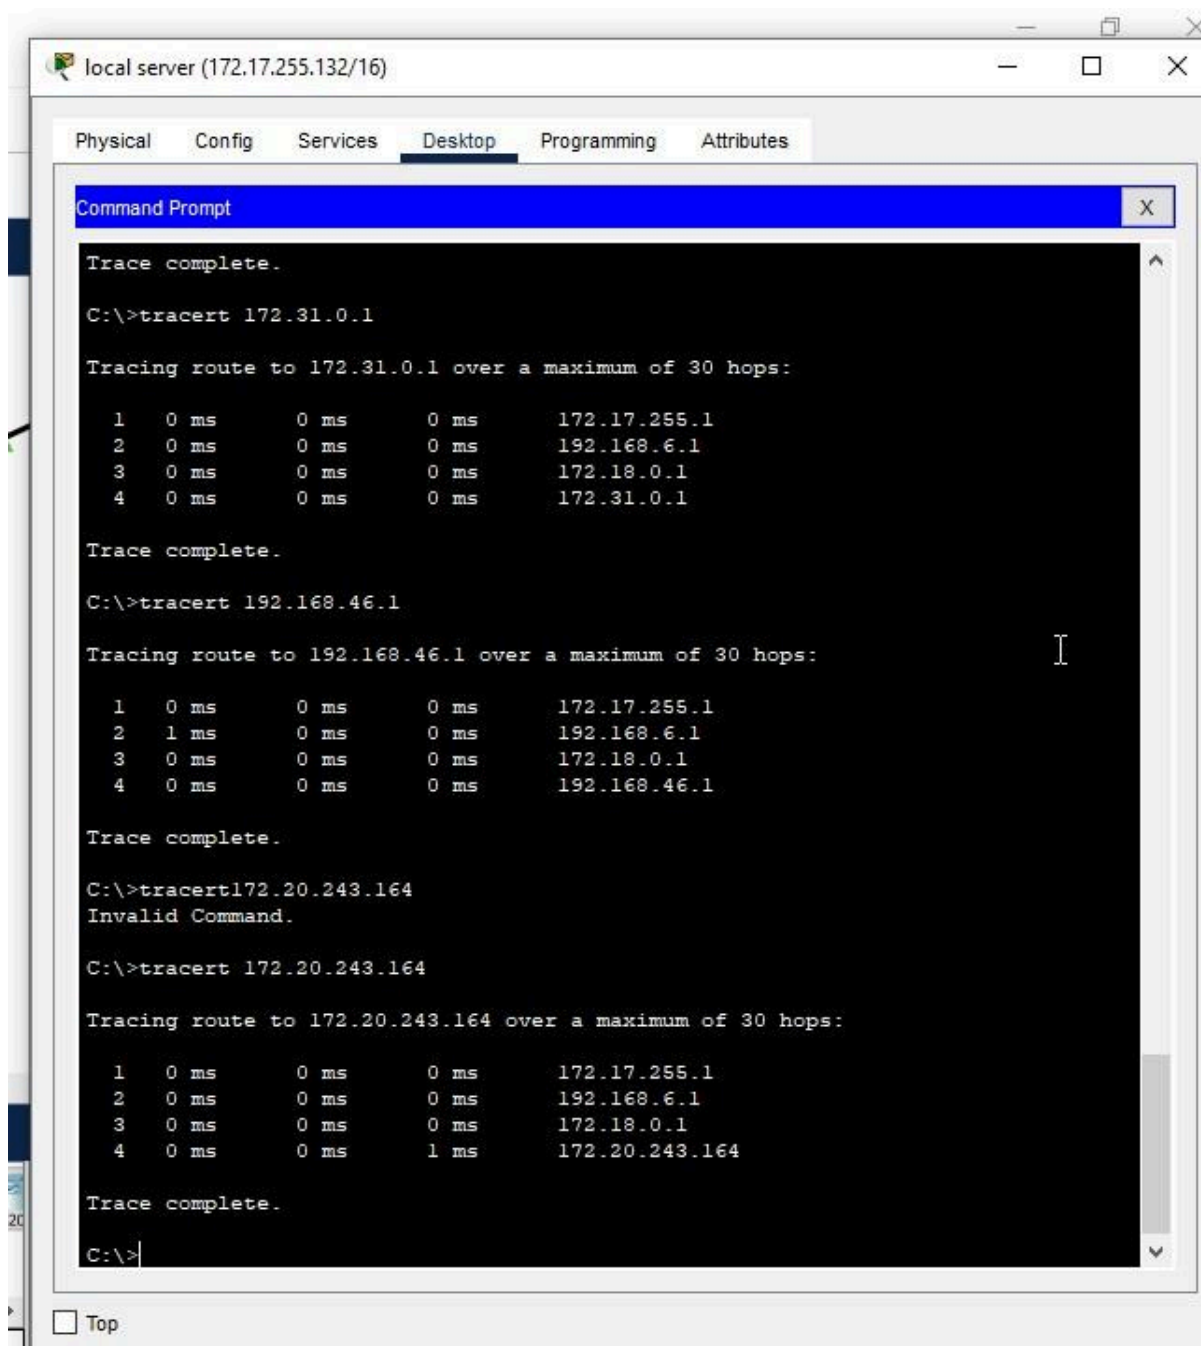 local server (172.17.255.132/16)
Physical Config Services Desktop Programming Attributes
Command Prompt X
Trace complete.
C:\>tracert 172.31.0.1
Tracing route to 172.31.0.1 over a maximum of 30 hops:
1 0 ms 0 ms 0 ms 172.17.255.1
2 0 ms 0 ms 0 ms 192.168.6.1
3 0 ms 0 ms 0 ms 172.18.0.1
4 0 ms 0 ms 0 ms 172.31.0.1
Trace complete.
C:\>tracert 192.168.46.1
Tracing route to 192.168.46.1 over a maximum of 30 hops:
1 0 ms 0 ms 0 ms 172.17.255.1
2 1 ms 0 ms 0 ms 192.168.6.1
3 0 ms 0 ms 0 ms 172.18.0.1
4 0 ms 0 ms 0 ms 192.168.46.1
Trace complete.
C:\>tracert172.20.243.164
Invalid Command.
C:\>tracert 172.20.243.164
Tracing route to 172.20.243.164 over a maximum of 30 hops:
1 0 ms 0 ms 0 ms 172.17.255.1
2 0 ms 0 ms 0 ms 192.168.6.1
3 0 ms 0 ms 0 ms 172.18.0.1
4 0 ms 0 ms 1 ms 172.20.243.164
Trace complete.
20
C:\>
Top